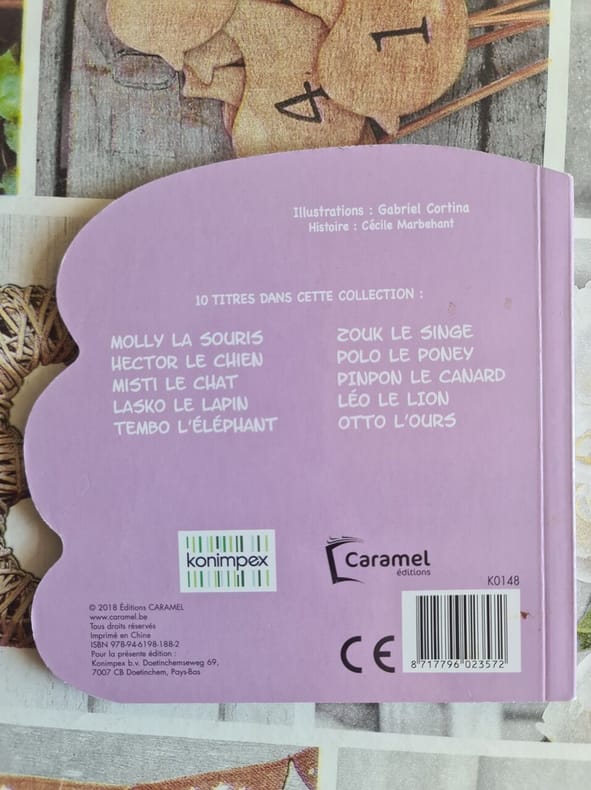 1
4
Illustrations : Gabriel Cortina
Histoire : Cécile Marbehant
10 TITRES DANS CETTE COLLECTION :
MOLLY LA SOURIS
HECTOR LE CHIEN
MISTI LE CHAT
LASKO LE LAPIN
TEMBO L'ÉLÉPHANT
ZOUK LE SINGE
POLO LE PONEY
PINPON LE CANARD
LÉO LE LION
OTTO L'OURS
konimpex
Caramel
éditions
© 2018 Éditions CARAMEL
www.caramel.be
Tous droits réservés
Imprimé en Chine
ISBN 978-94-6198-188-2
Pour la présente édition :
Konimpex b.v. Doetinchemseweg 69,
7007 CB Doetinchem, Pays-Bas
CE
K0148
8 717796 023572